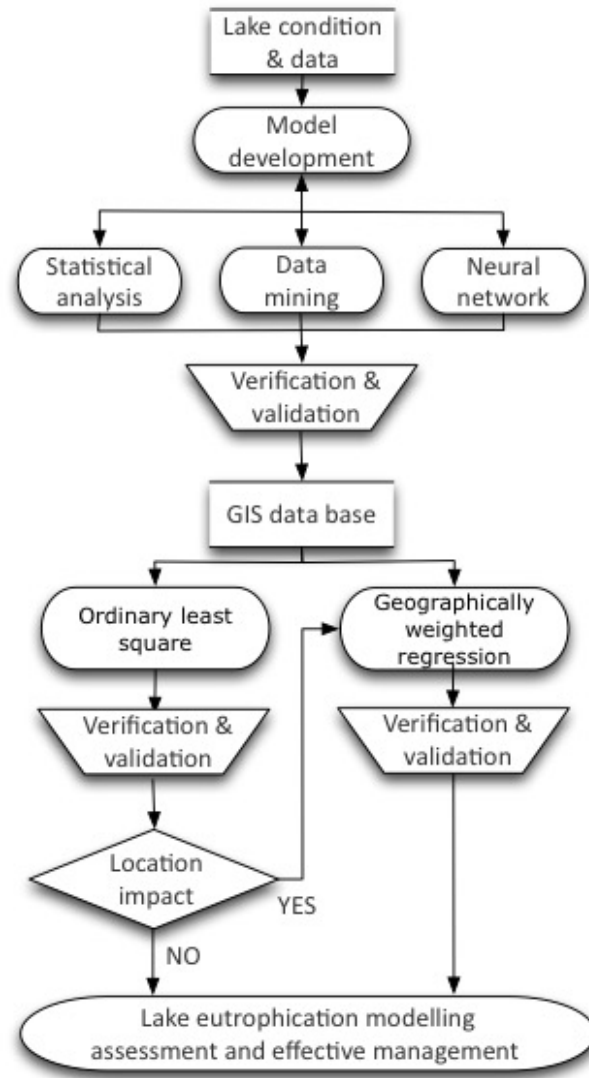 Lake condition
& data
Model
development
Statistical
analysis
Data
mining
Neural
network
Verification &
validation
GIS data base
Ordinary least
square
Geographically
weighted
regression
Verification &
validation
Verification &
validation
Location
impact
YES
NO
Lake eutrophication modelling
assessment and effective management